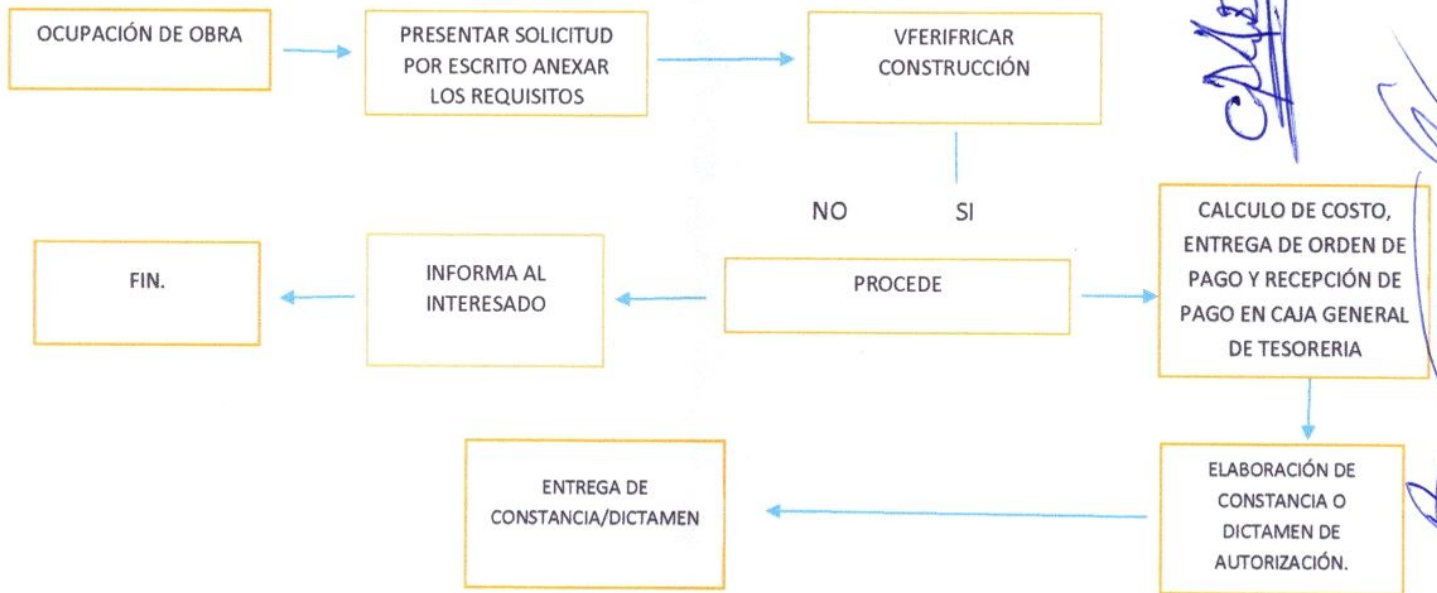 OCUPACIÓN DE OBRA
PRESENTAR SOLICITUD
POR ESCRITO ANEXAR
LOS REQUISITOS
VFERIFRICAR
CONSTRUCCIÓN
NO
SI
FIN.
INFORMA AL
INTERESADO
PROCEDE
CALCULO DE COSTO,
ENTREGA DE ORDEN DE
PAGO Y RECEPCIÓN DE
PAGO EN CAJA GENERAL
DE TESORERIA
ENTREGA DE
CONSTANCIA/DICTAMEN
ELABORACIÓN DE
CONSTANCIA O
DICTAMEN DE
AUTORIZACIÓN.